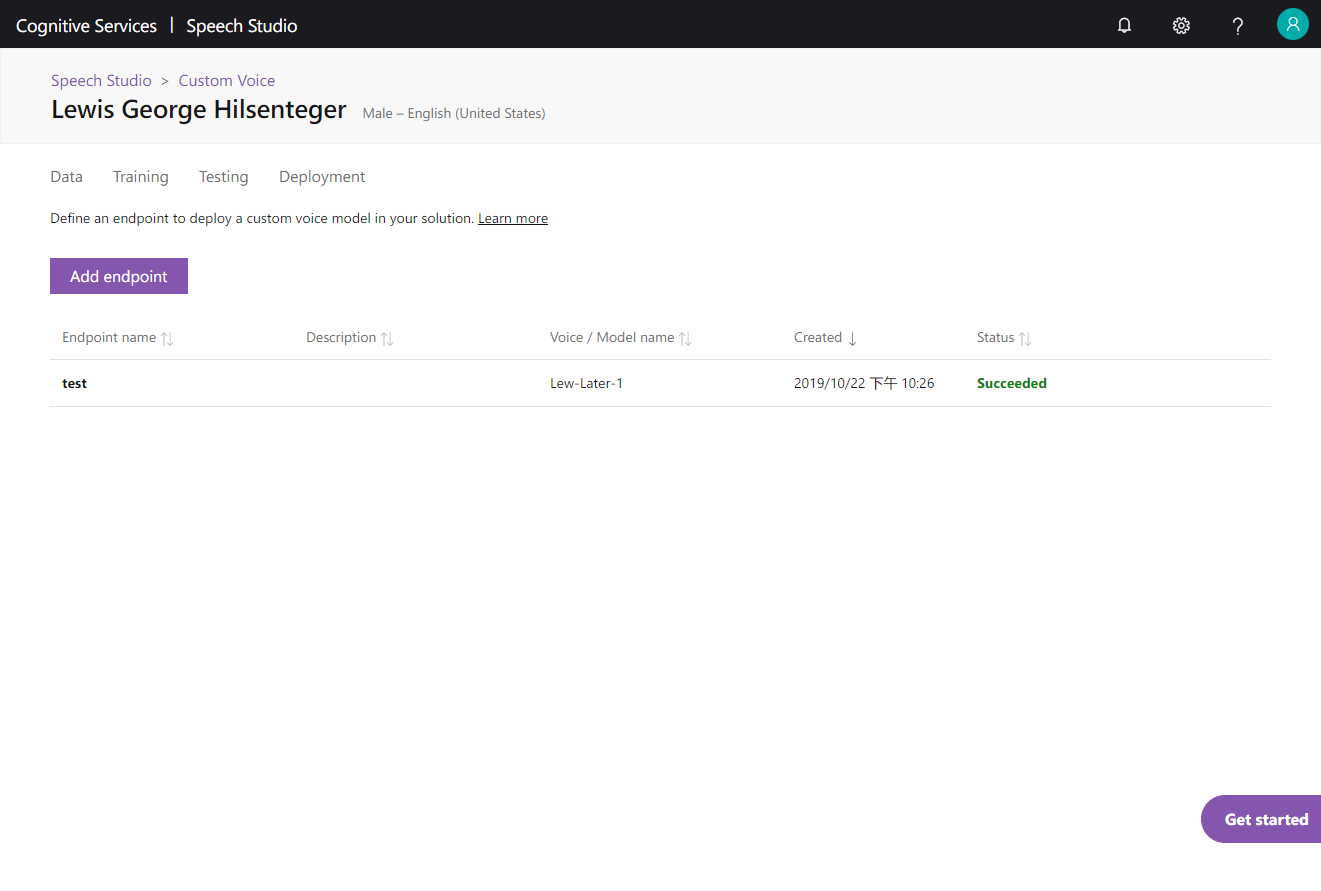 Cognitive Services | Speech Studio
Speech Studio > Custom Voice
Lewis George Hilsenteger Male – English (United States)
Data Training Testing Deployment
Define an endpoint to deploy a custom voice model in your solution. Learn more
Add endpoint
Endpoint name Description Voice / Model name Created Status
test Lew-Later-1 2019/10/22 下午 10:26 Succeeded
Get started